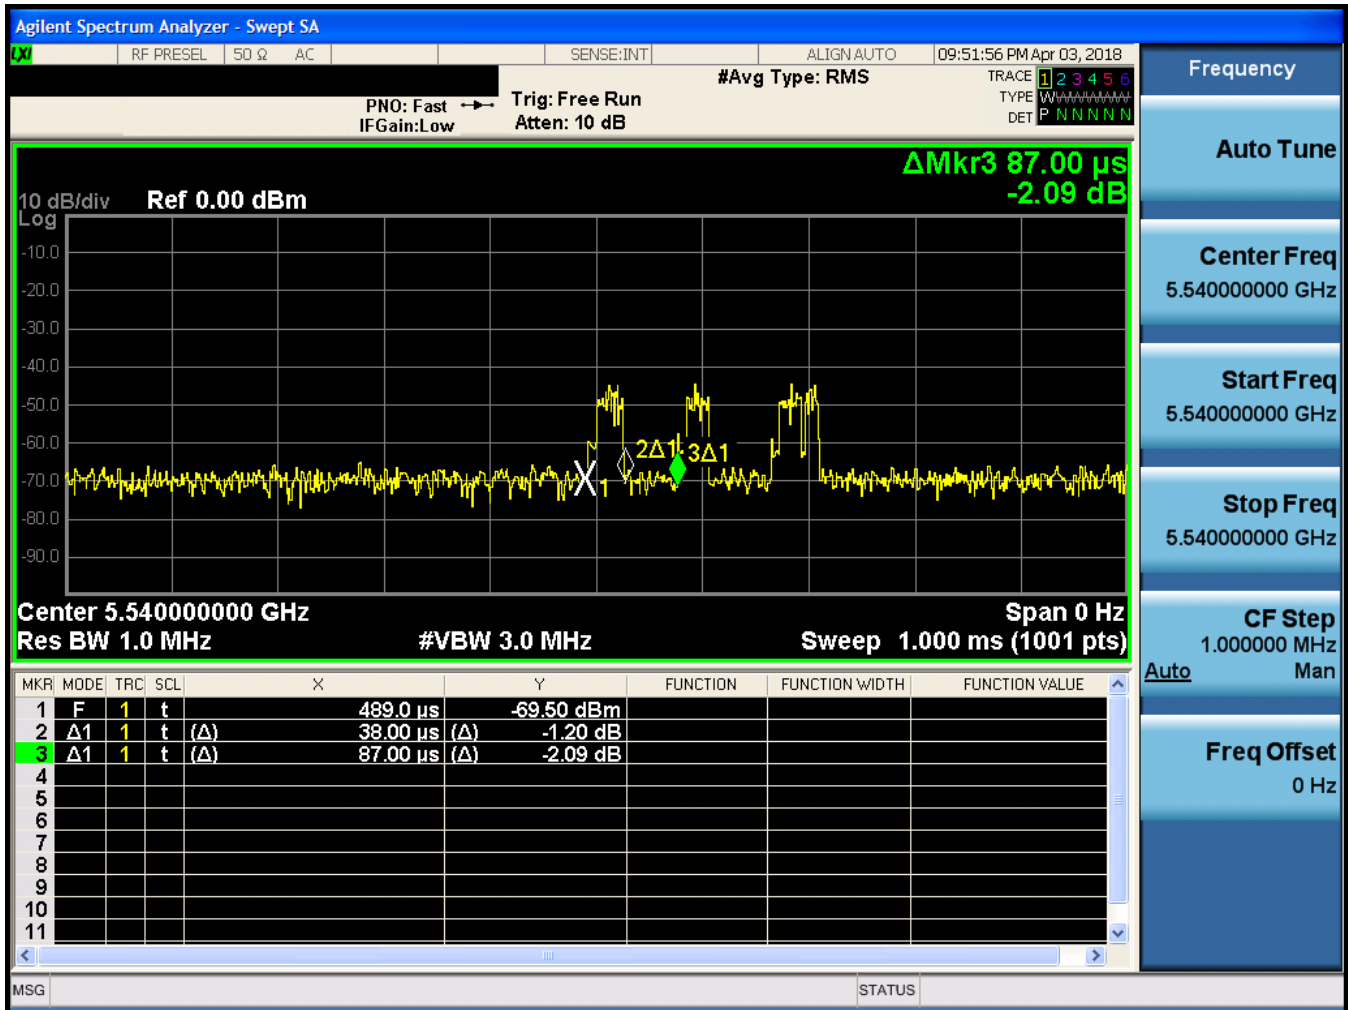 Agilent Spectrum Analyzer - Swept SA
LXI RF PRESEL 50 Ω AC SENSE:INT ALIGN AUTO 09:51:56 PM Apr 03, 2018
#Avg Type: RMS
TRACE 1 2 3 4 5 6
TYPE W
DET P N N N N N
PNO: Fast Trig: Free Run
IFGain:Low Atten: 10 dB
ΔMkr3 87.00 µs
-2.09 dB
10 dB/div Ref 0.00 dBm
Log
-10.0
-20.0
-30.0
-40.0
-50.0
-60.0
-70.0
-80.0
-90.0
1
2Δ1
3Δ1
Center 5.540000000 GHz Span 0 Hz
Res BW 1.0 MHz #VBW 3.0 MHz Sweep 1.000 ms (1001 pts)
MKR MODE TRC SCL X Y FUNCTION FUNCTION WIDTH FUNCTION VALUE
1 F 1 t 489.0 µs -69.50 dBm
2 Δ1 1 t (Δ) 38.00 µs (Δ) -1.20 dB
3 Δ1 1 t (Δ) 87.00 µs (Δ) -2.09 dB
4
5
6
7
8
9
10
11
MSG STATUS
Frequency
Auto Tune
Center Freq
5.540000000 GHz
Start Freq
5.540000000 GHz
Stop Freq
5.540000000 GHz
CF Step
1.000000 MHz
Auto Man
Freq Offset
0 Hz